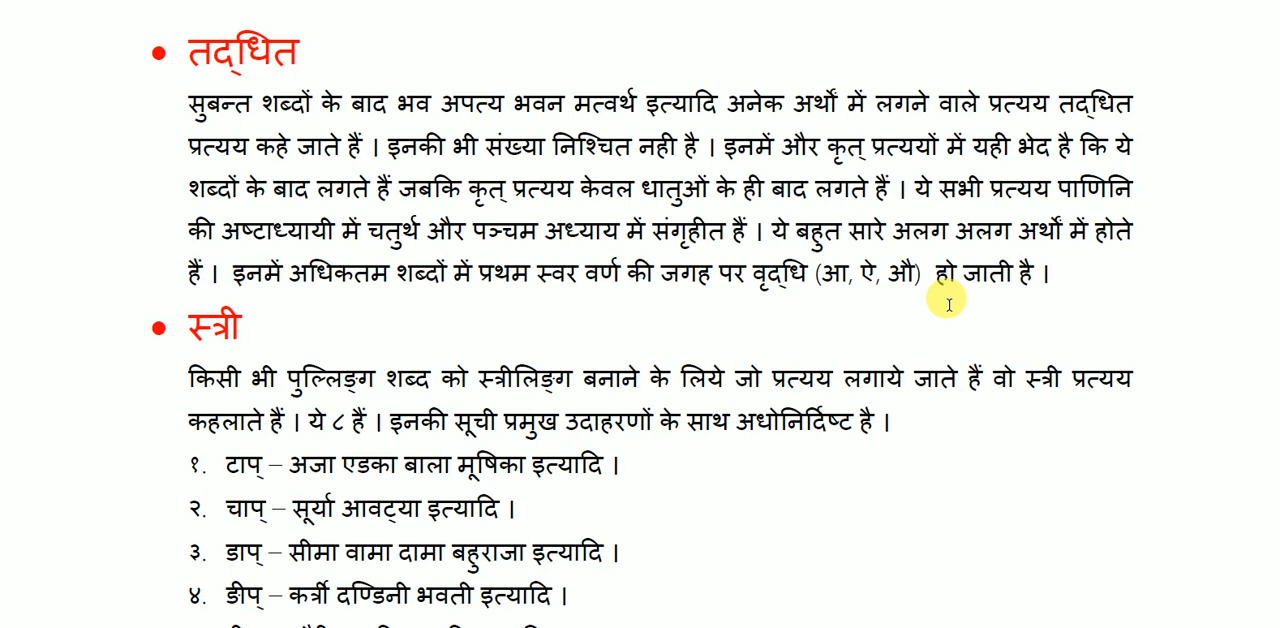 • तद्धित
सुबन्त शब्दों के बाद भव अपत्य भवन मत्वर्थ इत्यादि अनेक अर्थों में लगने वाले प्रत्यय तद्धित
प्रत्यय कहे जाते हैं । इनकी भी संख्या निश्चित नही है । इनमें और कृत् प्रत्ययों में यही भेद है कि ये
शब्दों के बाद लगते हैं जबकि कृत् प्रत्यय केवल धातुओं के ही बाद लगते हैं । ये सभी प्रत्यय पाणिनि
की अष्टाध्यायी में चतुर्थ और पञ्चम अध्याय में संगृहीत हैं । ये बहुत सारे अलग अलग अर्थों में होते
हैं । इनमें अधिकतम शब्दों में प्रथम स्वर वर्ण की जगह पर वृद्धि (आ, ऐ, औ) हो जाती है ।
• स्त्री
किसी भी पुल्लिङ्ग शब्द को स्त्रीलिङ्ग बनाने के लिये जो प्रत्यय लगाये जाते हैं वो स्त्री प्रत्यय
कहलाते हैं । ये ८ हैं । इनकी सूची प्रमुख उदाहरणों के साथ अधोनिर्दिष्ट है ।
१. टाप् – अजा एडका बाला मूषिका इत्यादि ।
२. चाप् – सूर्या आवट्या इत्यादि ।
३. डाप् – सीमा वामा दामा बहुराजा इत्यादि ।
४. ङीप् – कर्त्री दण्डिनी भवती इत्यादि ।